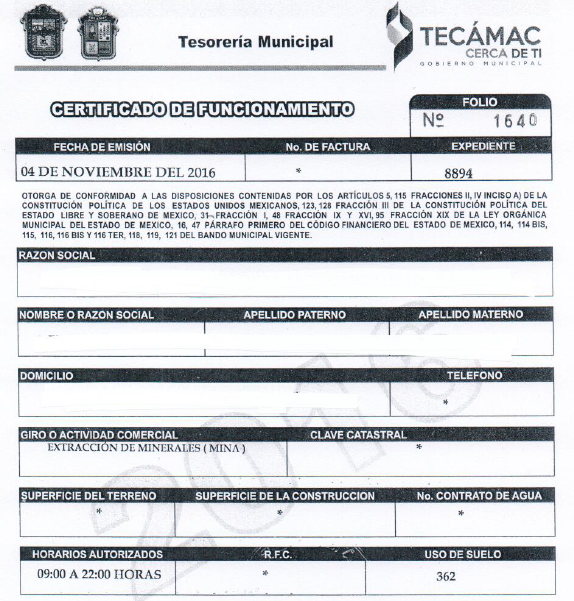 Tesorería Municipal
TECÁMAC
CERCA DE TI
GOBIERNO MUNICIPAL
CERTIFICADO DE FUNCIONAMIENTO
FOLIO
Nº 1640
FECHA DE EMISIÓN No. DE FACTURA EXPEDIENTE
04 DE NOVIEMBRE DEL 2016 * 8894
OTORGA DE CONFORMIDAD A LAS DISPOSICIONES CONTENIDAS POR LOS ARTÍCULOS 5, 115 FRACCIONES II, IV INCISO A) DE LA
CONSTITUCIÓN POLÍTICA DE LOS ESTADOS UNIDOS MEXICANOS, 123, 128 FRACCIÓN III DE LA CONSTITUCIÓN POLÍTICA DEL
ESTADO LIBRE Y SOBERANO DE MEXICO, 31 FRACCIÓN I, 48 FRACCIÓN IX Y XVI, 95 FRACCIÓN XIX DE LA LEY ORGÁNICA
MUNICIPAL DEL ESTADO DE MEXICO, 16, 47 PÁRRAFO PRIMERO DEL CÓDIGO FINANCIERO DEL ESTADO DE MEXICO, 114, 114 BIS,
115, 116, 116 BIS Y 116 TER, 118, 119, 121 DEL BANDO MUNICIPAL VIGENTE.
RAZON SOCIAL
NOMBRE O RAZON SOCIAL APELLIDO PATERNO APELLIDO MATERNO
DOMICILIO TELEFONO
*
GIRO O ACTIVIDAD COMERCIAL CLAVE CATASTRAL
EXTRACCIÓN DE MINERALES ( MINA ) *
SUPERFICIE DEL TERRENO SUPERFICIE DE LA CONSTRUCCION No. CONTRATO DE AGUA
* * *
HORARIOS AUTORIZADOS R.F.C. USO DE SUELO
09:00 A 22:00 HORAS * 362
2016